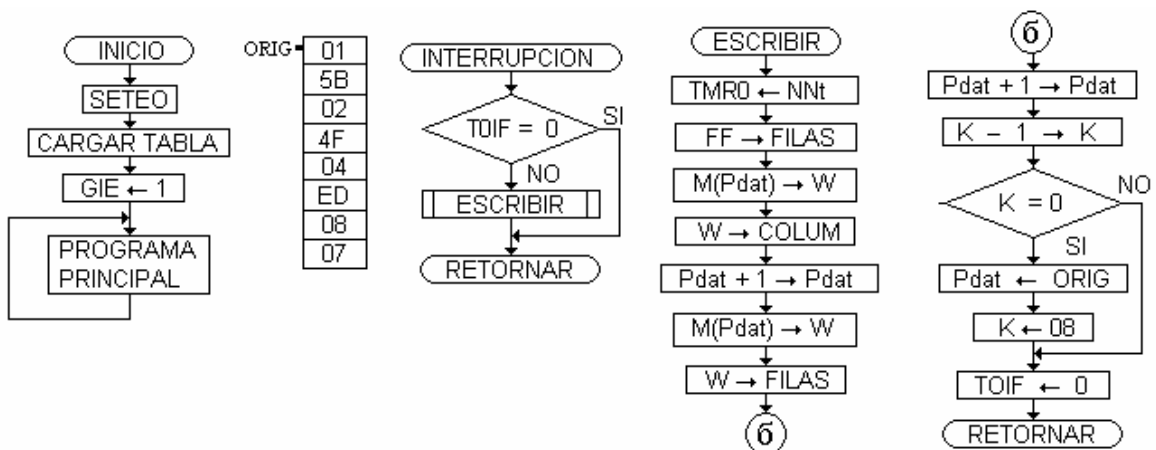 INICIO
SETEO
CARGAR TABLA
GIE ← 1
PROGRAMA
PRINCIPAL
ORIG
01
5B
02
4F
04
ED
08
07
INTERRUPCION
T0IF = 0
SI
NO
ESCRIBIR
RETORNAR
ESCRIBIR
TMR0 ← NNt
FF → FILAS
M(Pdat) → W
W → COLUM
Pdat + 1 → Pdat
M(Pdat) → W
W → FILAS
б
б
Pdat + 1 → Pdat
K - 1 → K
K = 0
NO
SI
Pdat ← ORIG
K ← 08
TOIF ← 0
RETORNAR